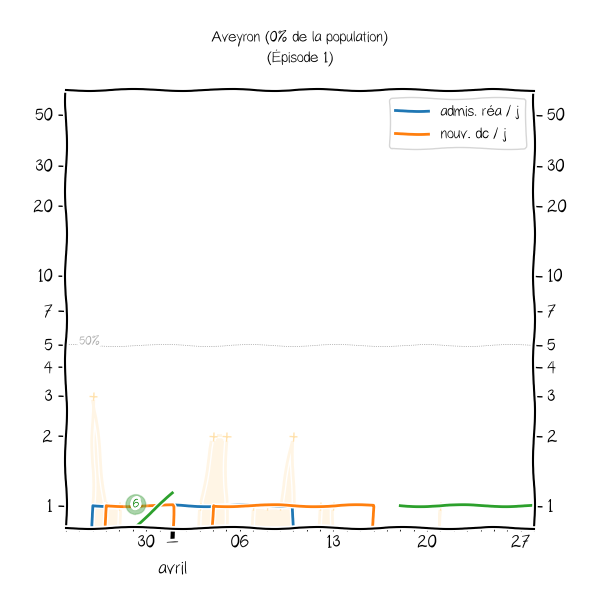 Aveyron (0% de la population)
(Épisode 1)
admis. réa / j
nouv. dc / j
50 50
30 30
20 20
10 10
7 7
5 50% 5
4 4
3 3
2 2
1 6 1
30 06 13 20 27
avril